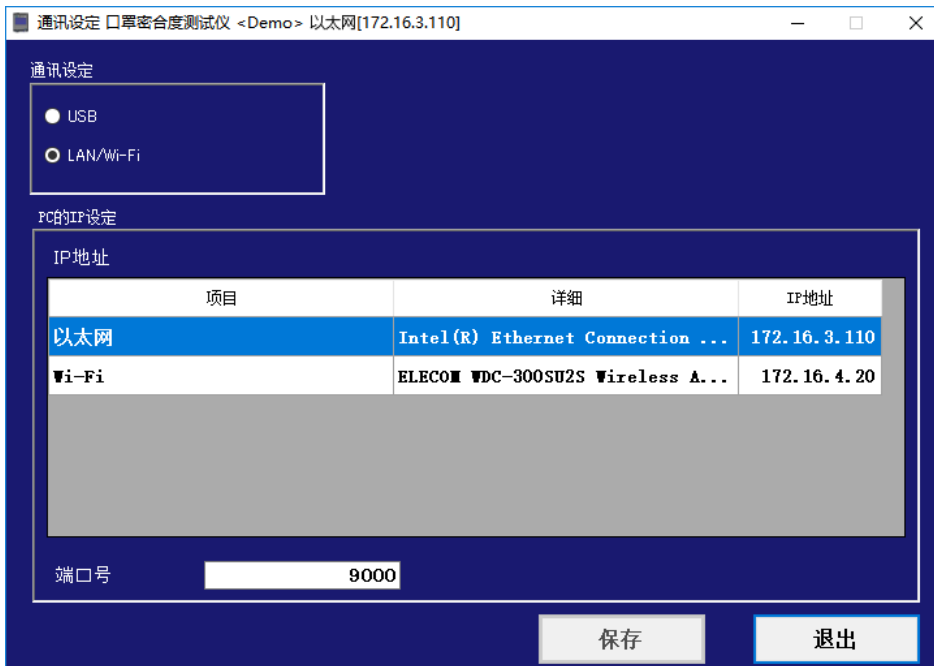 通讯设定 口罩密合度测试仪 <Demo> 以太网[172.16.3.110]
通讯设定
USB
LAN/Wi-Fi
PC的IP设定
IP地址
项目 详细 IP地址
以太网 Intel(R) Ethernet Connection ... 172.16.3.110
Wi-Fi ELECOM WDC-300SU2S Wireless A... 172.16.4.20
端口号 9000
保存 退出